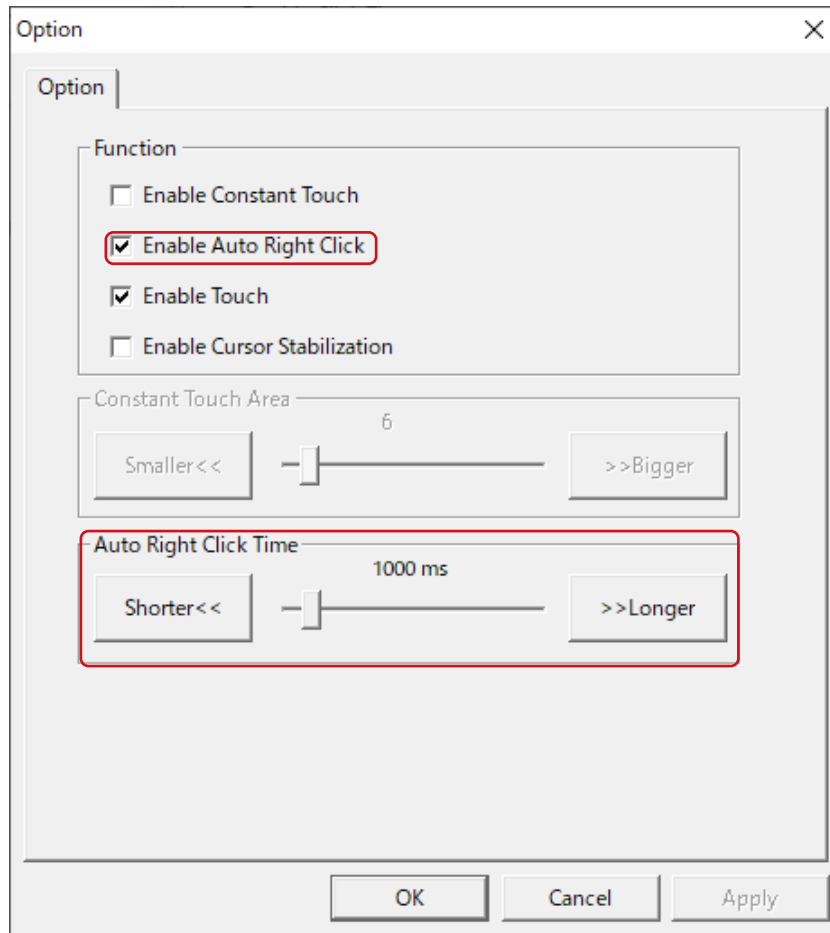 Option
Option
Function
Enable Constant Touch
Enable Auto Right Click
Enable Touch
Enable Cursor Stabilization
Constant Touch Area
6
Smaller<<
>>Bigger
Auto Right Click Time
1000 ms
Shorter<<
>>Longer
OK
Cancel
Apply